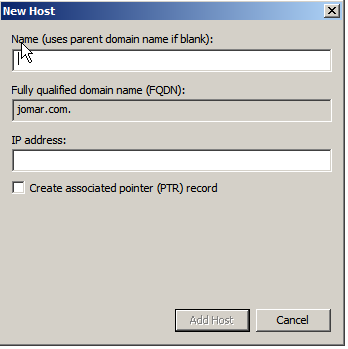 New Host
Name (uses parent domain name if blank):
Fully qualified domain name (FQDN):
jomar.com.
IP address:
Create associated pointer (PTR) record
Add Host Cancel